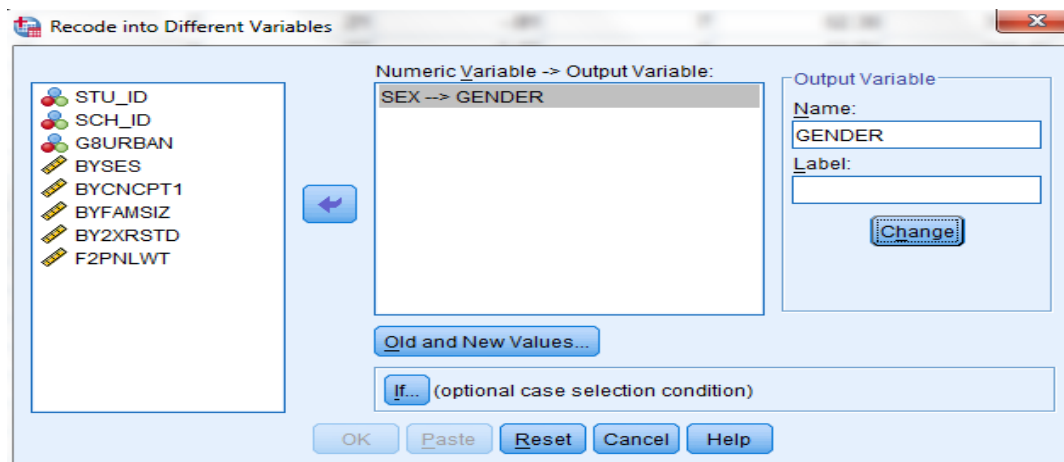 Recode into Different Variables
STU_ID
SCH_ID
G8URBAN
BYSES
BYCNCPT1
BYFAMSIZ
BY2XRSTD
F2PNLWT
Numeric Variable -> Output Variable:
SEX --> GENDER
Output Variable
Name:
GENDER
Label:
Change
Old and New Values...
If... (optional case selection condition)
OK Paste Reset Cancel Help